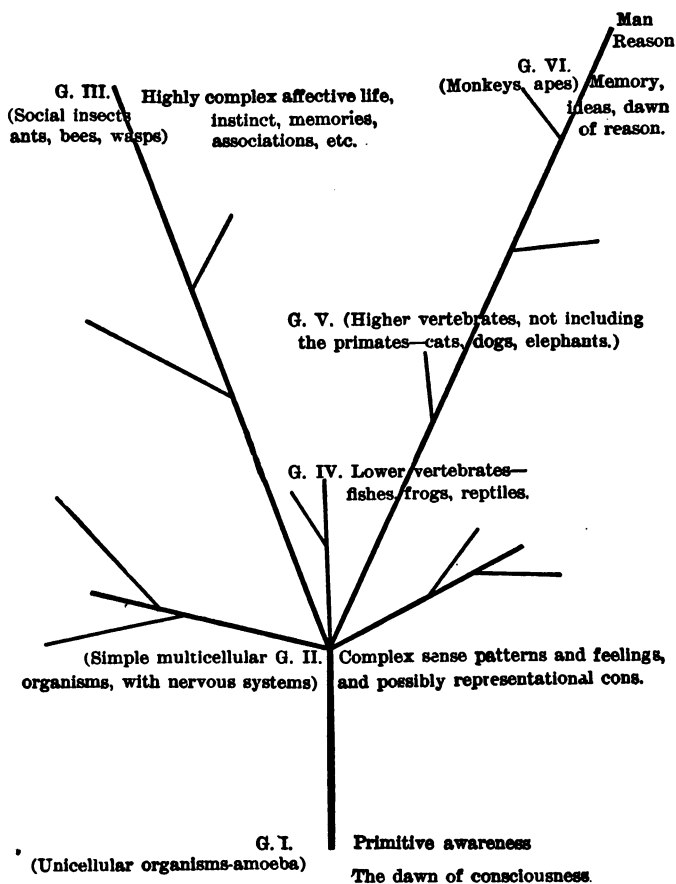 Man
Reason
G. VI.
(Monkeys, apes)
Memory,
ideas, dawn
of reason.
G. III.
(Social insects
ants, bees, wasps)
Highly complex affective life,
instinct, memories,
associations, etc.
G. V. (Higher vertebrates, not including
the primates—cats, dogs, elephants.)
G. IV. Lower vertebrates—
fishes, frogs, reptiles.
(Simple multicellular G. II.
organisms, with nervous systems)
Complex sense patterns and feelings,
and possibly representational cons.
G. I.
(Unicellular organisms-amoeba)
Primitive awareness
The dawn of consciousness.